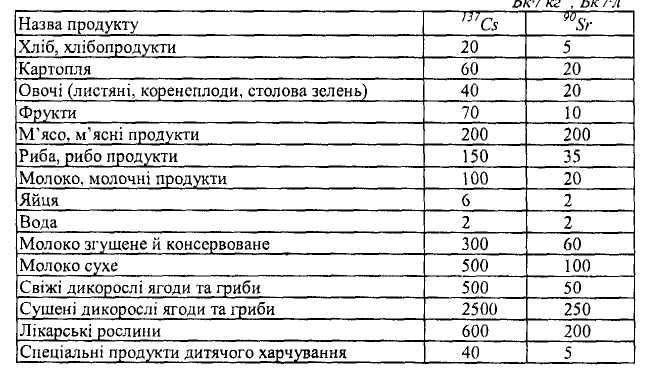 Бк·/ кг , Бк /·л
Назва продукту 137Cs 90Sr
Хліб, хлібопродукти 20 5
Картопля 60 20
Овочі (листяні, коренеплоди, столова зелень) 40 20
Фрукти 70 10
М’ясо, м’ясні продукти 200 200
Риба, рибо продукти 150 35
Молоко, молочні продукти 100 20
Яйця 6 2
Вода 2 2
Молоко згущене й консервоване 300 60
Молоко сухе 500 100
Свіжі дикорослі ягоди та гриби 500 50
Сушені дикорослі ягоди та гриби 2500 250
Лікарські рослини 600 200
Спеціальні продукти дитячого харчування 40 5